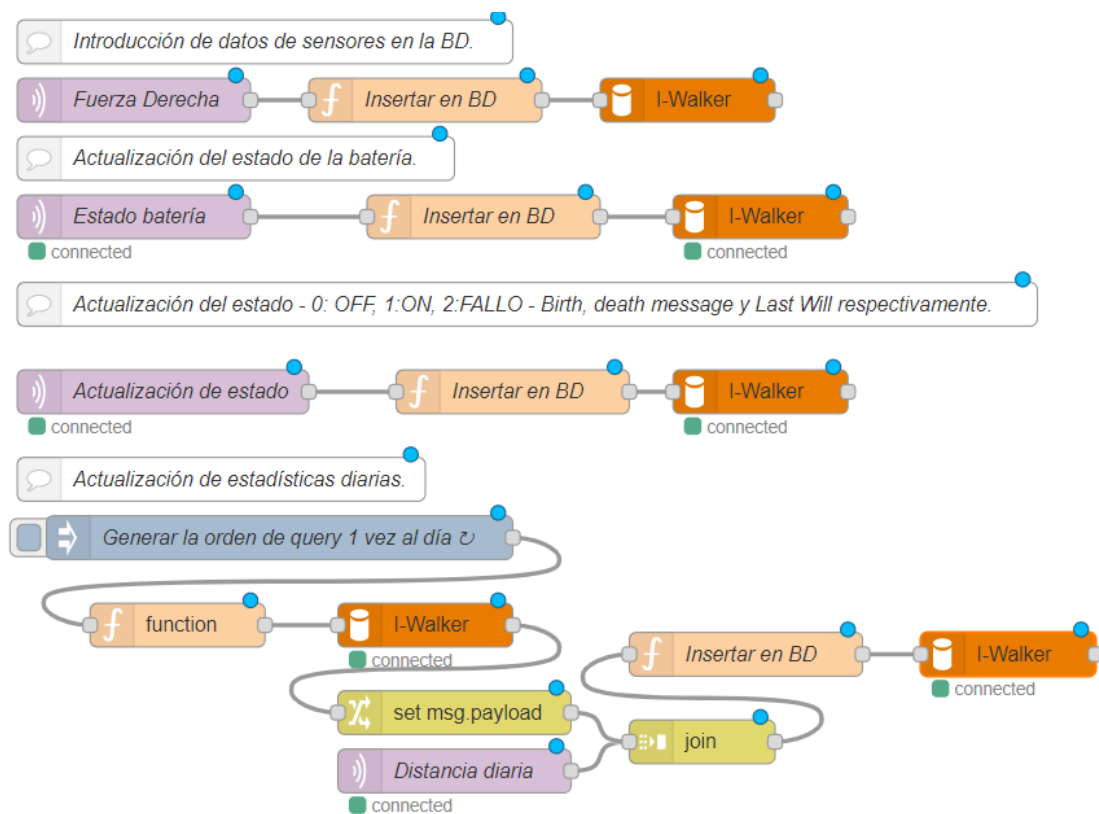 Introducción de datos de sensores en la BD.
Fuerza Derecha
Insertar en BD
I-Walker
Actualización del estado de la batería.
Estado batería
Insertar en BD
I-Walker
connected
connected
Actualización del estado - 0: OFF, 1:ON, 2:FALLO - Birth, death message y Last Will respectivamente.
Actualización de estado
Insertar en BD
I-Walker
connected
connected
Actualización de estadísticas diarias.
Generar la orden de query 1 vez al día ↻
function
I-Walker
connected
Insertar en BD
I-Walker
connected
set msg.payload
join
Distancia diaria
connected